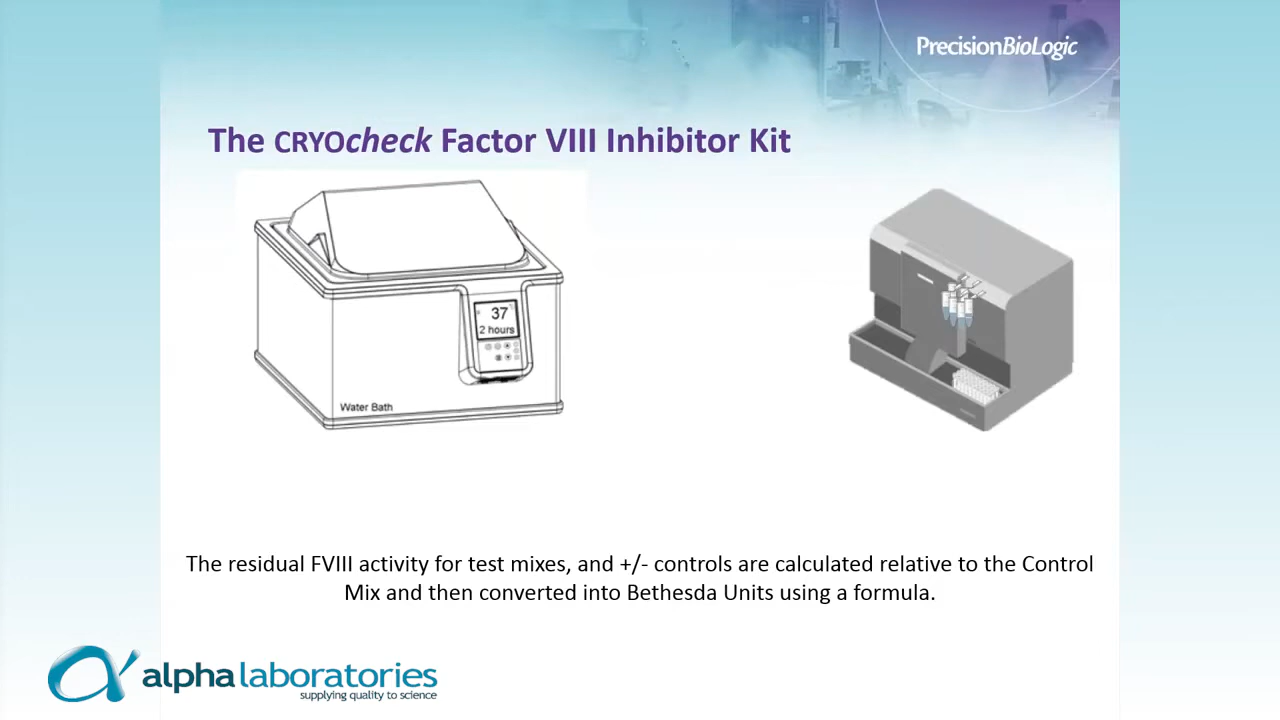 PrecisionBioLogic
The CRYOcheck Factor VIII Inhibitor Kit
37
2 hours
Water Bath
The residual FVIII activity for test mixes, and +/- controls are calculated relative to the Control
Mix and then converted into Bethesda Units using a formula.
alpha laboratories
supplying quality to science